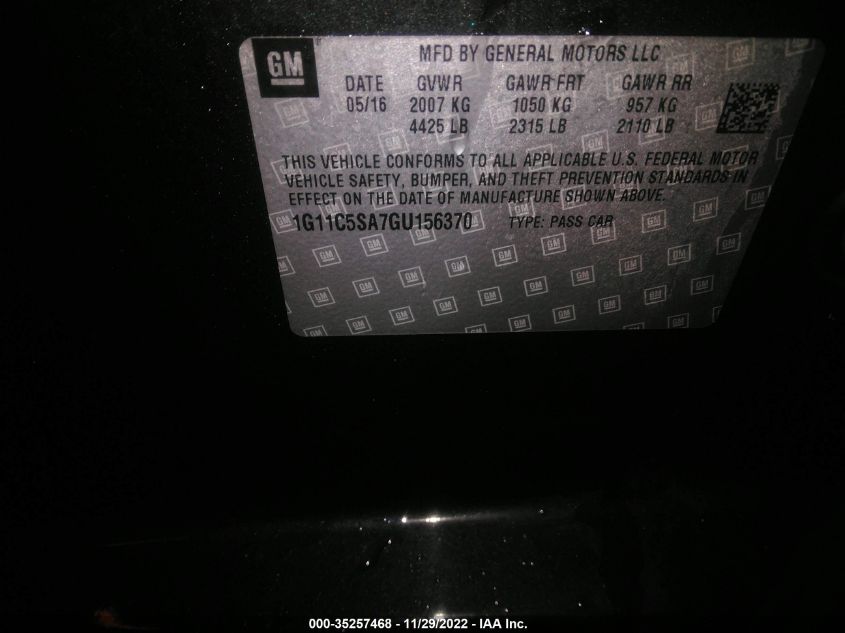 GM
MFD BY GENERAL MOTORS LLC
DATE GVWR GAWR FRT GAWR RR
05/16 2007 KG 1050 KG 957 KG
4425 LB 2315 LB 2110 LB
THIS VEHICLE CONFORMS TO ALL APPLICABLE U.S. FEDERAL MOTOR
VEHICLE SAFETY, BUMPER, AND THEFT PREVENTION STANDARDS IN
EFFECT ON THE DATE OF MANUFACTURE SHOWN ABOVE.
1G11C5SA7GU156370 TYPE: PASS CAR
000-35257468 - 11/29/2022 - IAA Inc.